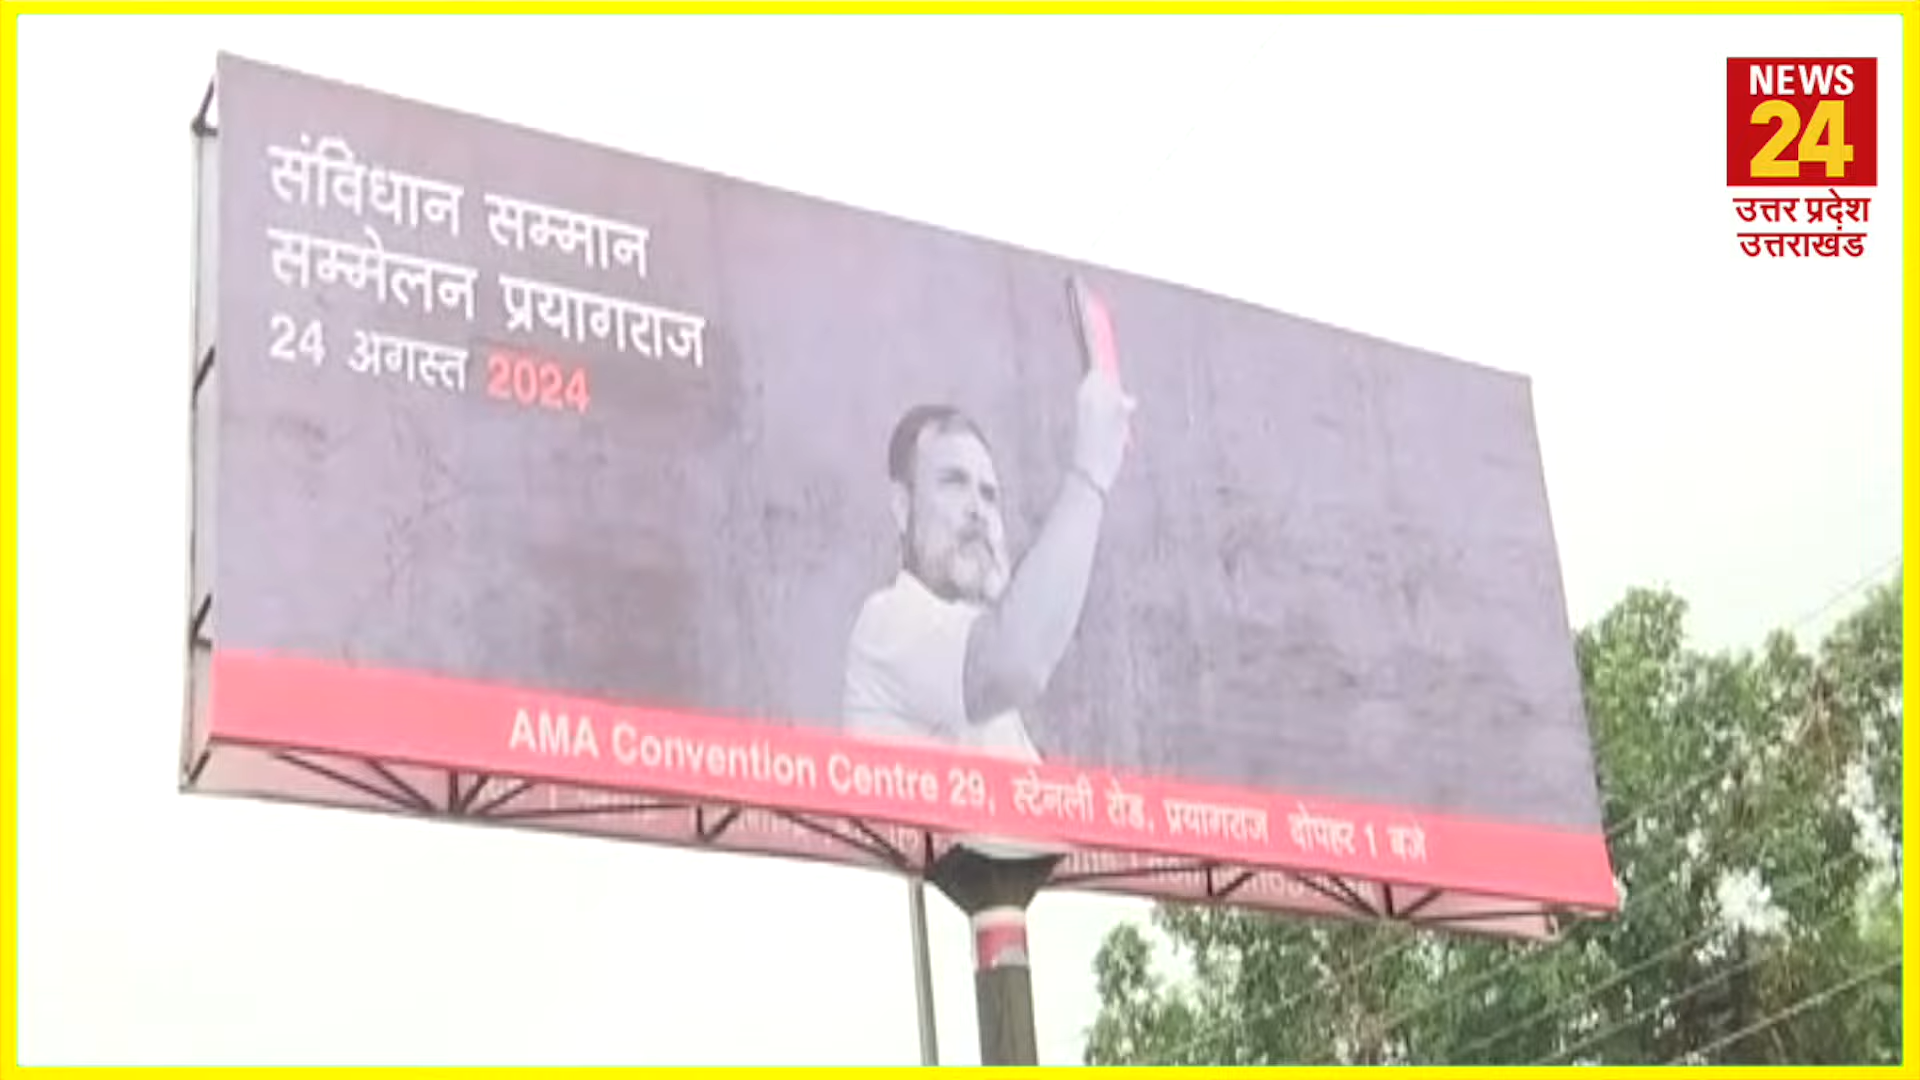 संविधान सम्मान
सम्मेलन प्रयागराज
24 अगस्त 2024
AMA Convention Centre 29, स्टेनली रोड, प्रयागराज दोपहर 1 बजे
NEWS
24
उत्तर प्रदेश
उत्तराखंड